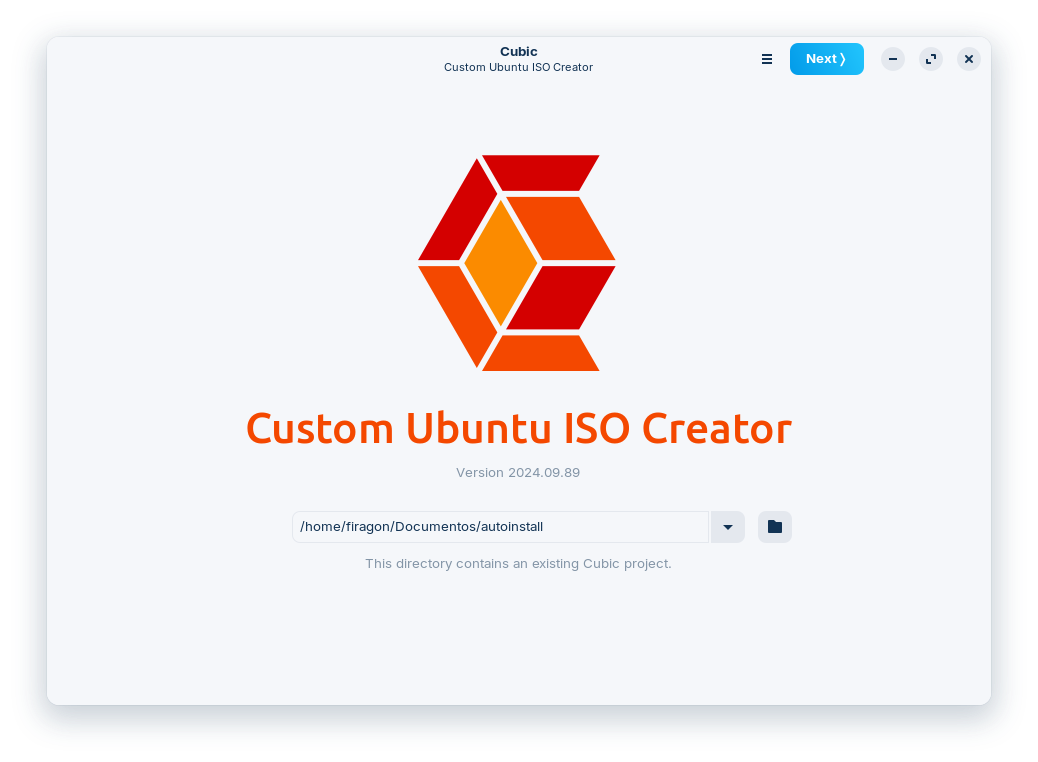 Cubic
Custom Ubuntu ISO Creator
Next ⟩
Custom Ubuntu ISO Creator
Version 2024.09.89
/home/firagon/Documentos/autoinstall
This directory contains an existing Cubic project.